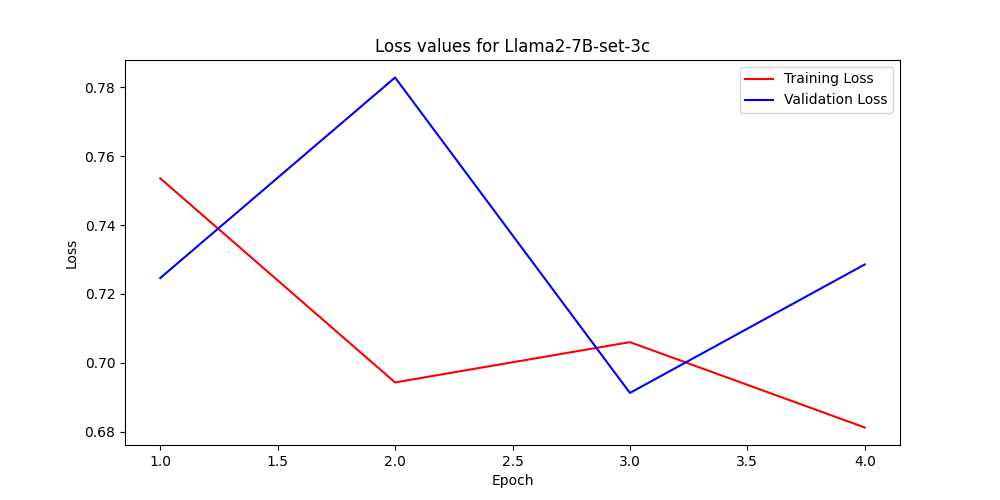 Loss values for Llama2-7B-set-3c
Training Loss
Validation Loss
0.78
0.76
0.74
0.72
0.70
0.68
Loss
1.0 1.5 2.0 2.5 3.0 3.5 4.0
Epoch